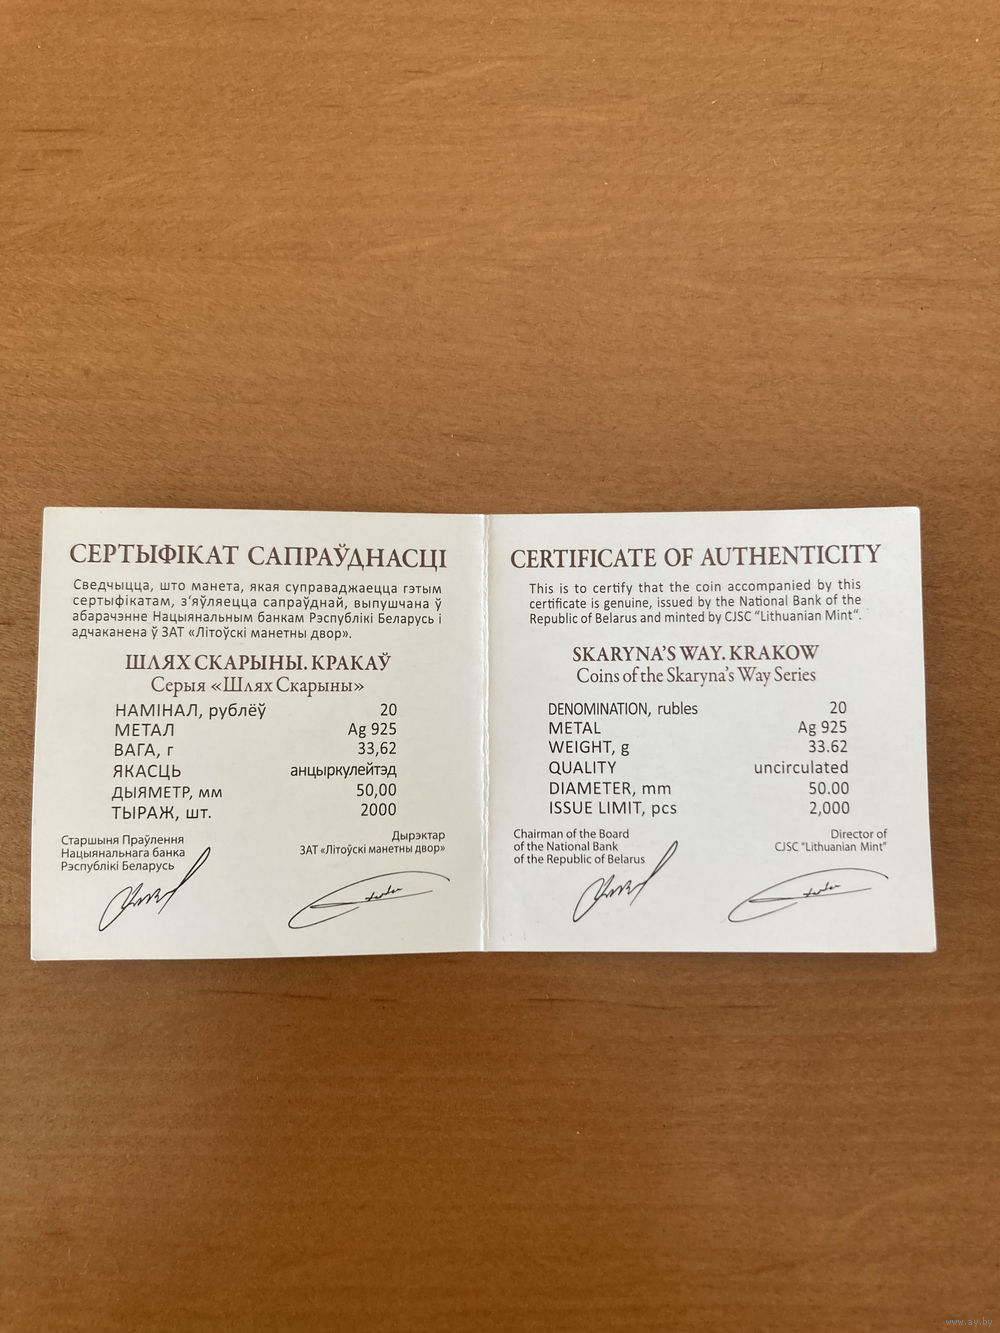 СЕРТЫФІКАТ САПРАЎДНАСЦІ
Сведчыцца, што манета, якая суправаджаецца гэтым
сертыфікатам, з‘яўляецца сапраўднай, выпушчана ў
абарачэнне Нацыянальным банкам Рэспублікі Беларусь і
адчаканена ў ЗАТ «Літоўскі манетны двор».
ШЛЯХ СКАРЫНЫ. КРАКАЎ
Серыя «Шлях Скарыны»
НАМІНАЛ, рублёў 20
МЕТАЛ Ag 925
ВАГА, г 33,62
ЯКАСЦЬ анцыркулейтэд
ДЫЯМЕТР, мм 50,00
ТЫРАЖ, шт. 2000
Старшыня Праўлення
Нацыянальнага банка
Рэспублікі Беларусь
Дырэктар
ЗАТ «Літоўскі манетны двор»
CERTIFICATE OF AUTHENTICITY
This is to certify that the coin accompanied by this
certificate is genuine, issued by the National Bank of the
Republic of Belarus and minted by CJSC “Lithuanian Mint“.
SKARYNA’S WAY. KRAKOW
Coins of the Skaryna’s Way Series
DENOMINATION, rubles 20
METAL Ag 925
WEIGHT, g 33.62
QUALITY uncirculated
DIAMETER, mm 50.00
ISSUE LIMIT, pcs 2,000
Chairman of the Board
of the National Bank
of the Republic of Belarus
Director of
CJSC “Lithuanian Mint”
www.ay.by